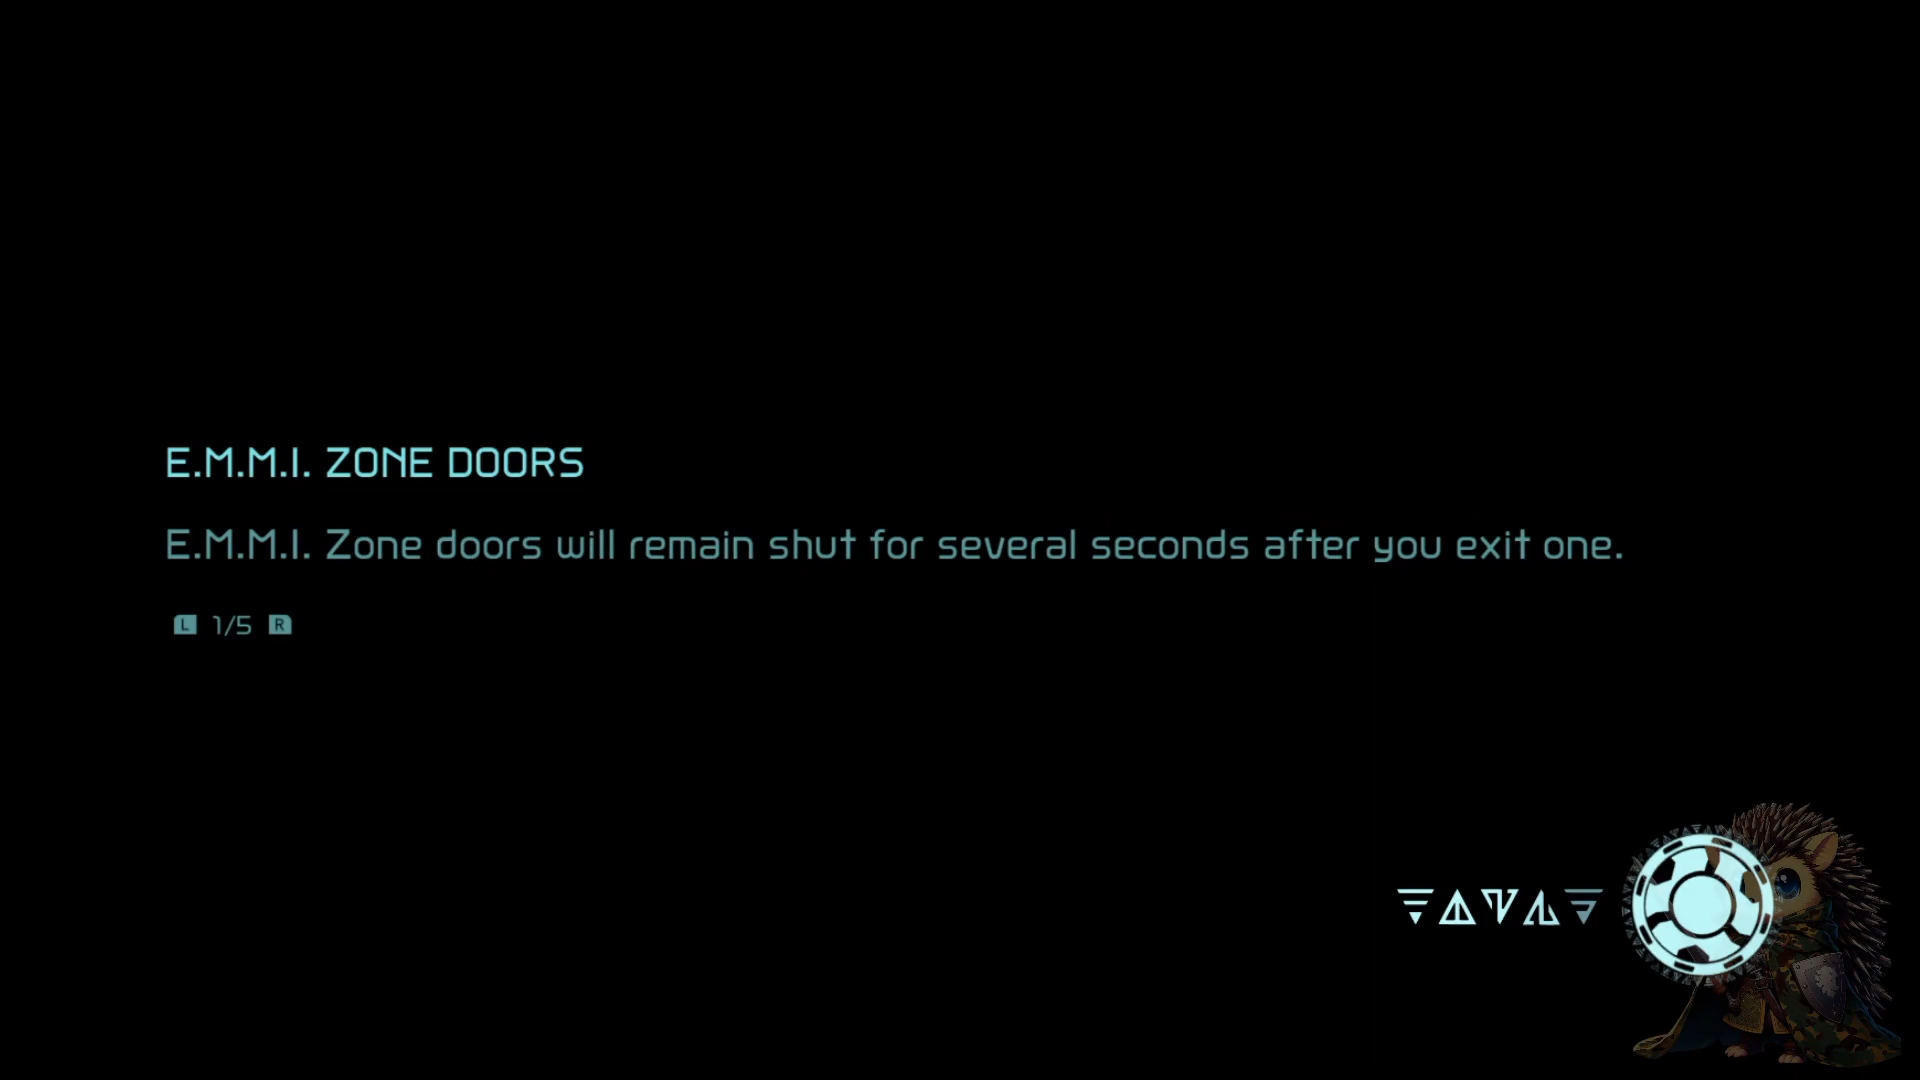 E.M.M.I. ZONE DOORS
E.M.M.I. Zone doors will remain shut for several seconds after you exit one.
L 1/5 R